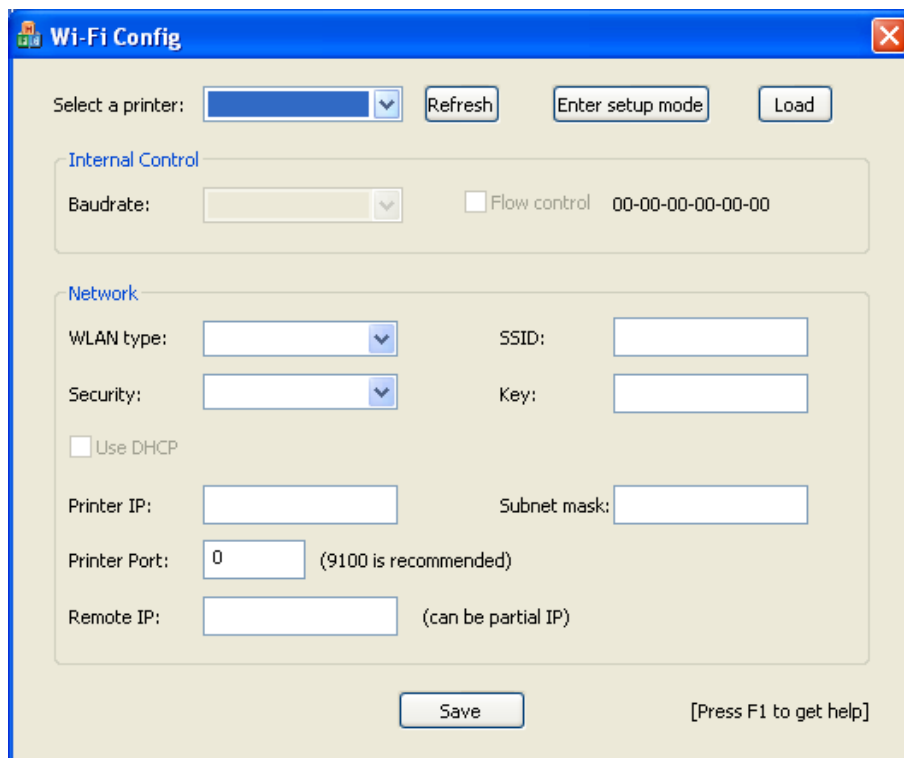 Wi-Fi Config
Select a printer: Refresh Enter setup mode Load
Internal Control
Baudrate: Flow control 00-00-00-00-00-00
Network
WLAN type: SSID:
Security: Key:
Use DHCP
Printer IP: Subnet mask:
Printer Port: 0 (9100 is recommended)
Remote IP: (can be partial IP)
Save [Press F1 to get help]